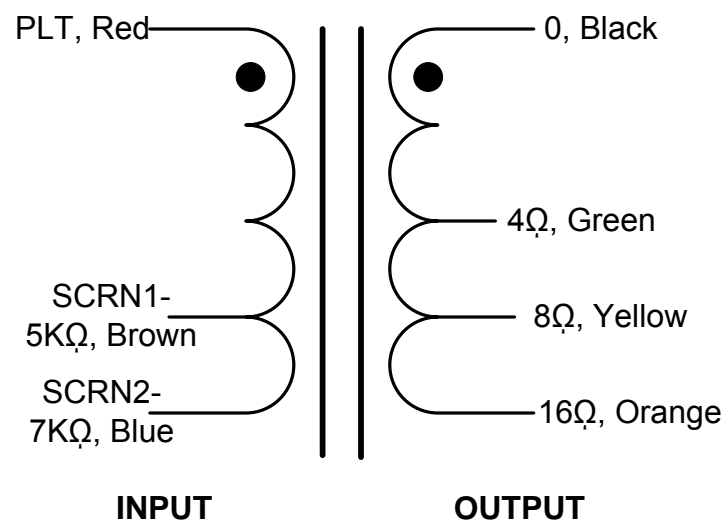 PLT, Red
0, Black
4Ω, Green
SCRN1-
5KΩ, Brown
8Ω, Yellow
SCRN2-
7KΩ, Blue
16Ω, Orange
INPUT
OUTPUT